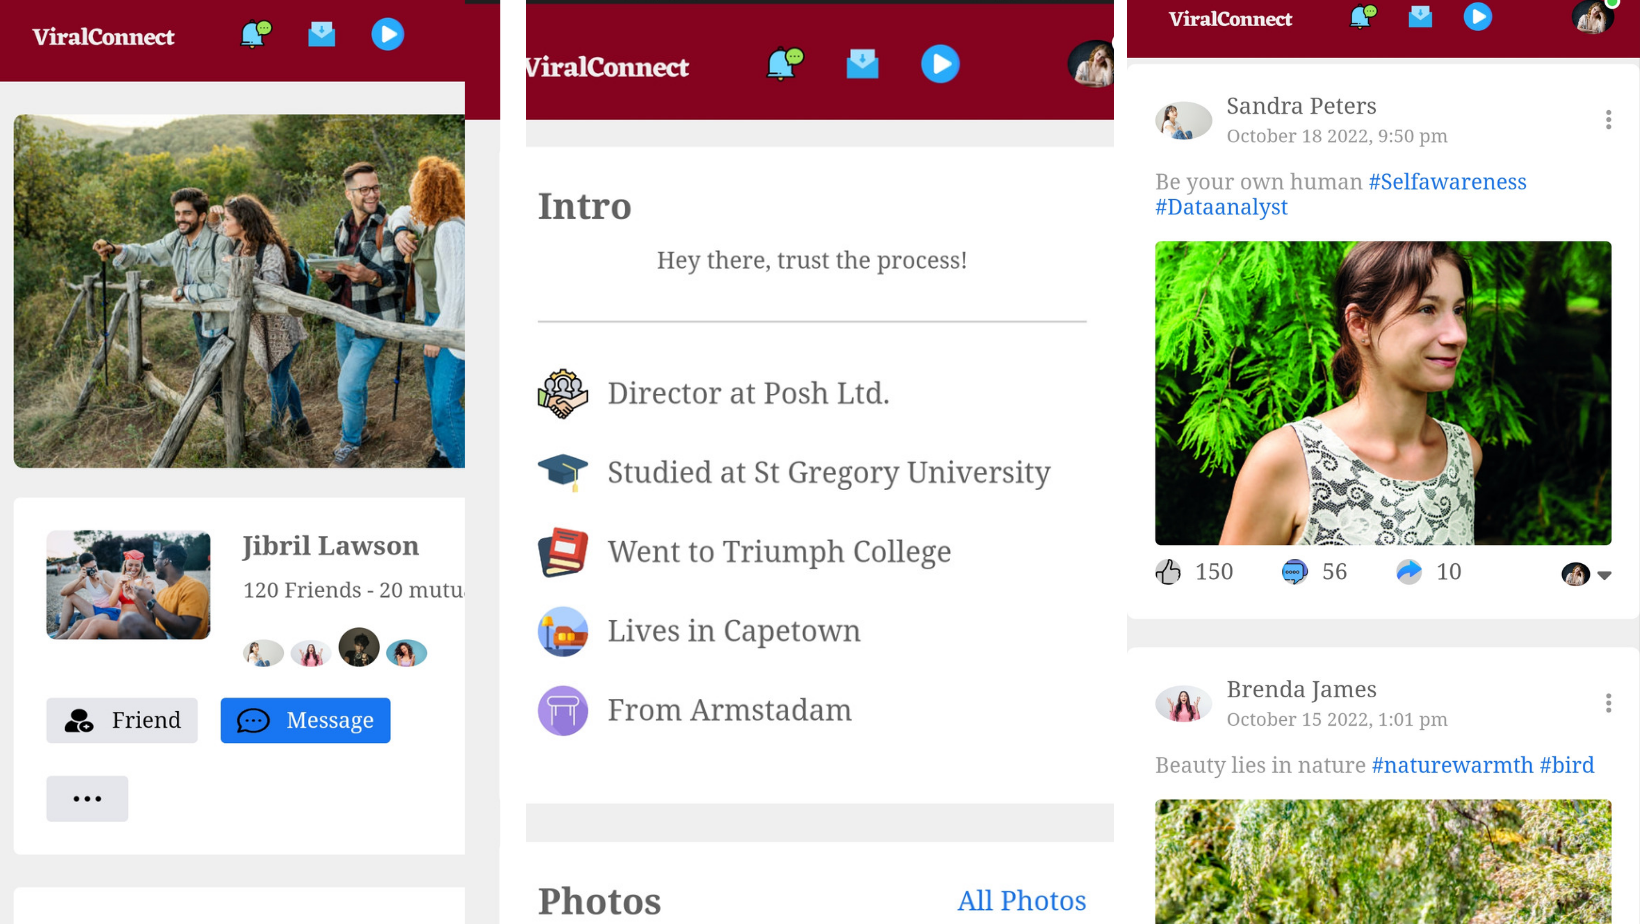 ViralConnect
Jibril Lawson
120 Friends - 20
Friend
Message
ViralConnect
Intro
Hey there, trust the process!
Director at Posh Ltd.
Studied at St Gregory University
Went to Triumph College
Lives in Capetown
From Armstadam
Photos
All Photos
ViralConnect
Sandra Peters
October 18 2022, 9:50 pm
Be your own human #Selfawareness
#Dataanalyst
150
56
10
Brenda James
October 15 2022, 1:01 pm
Beauty lies in nature #naturewarmth #bird